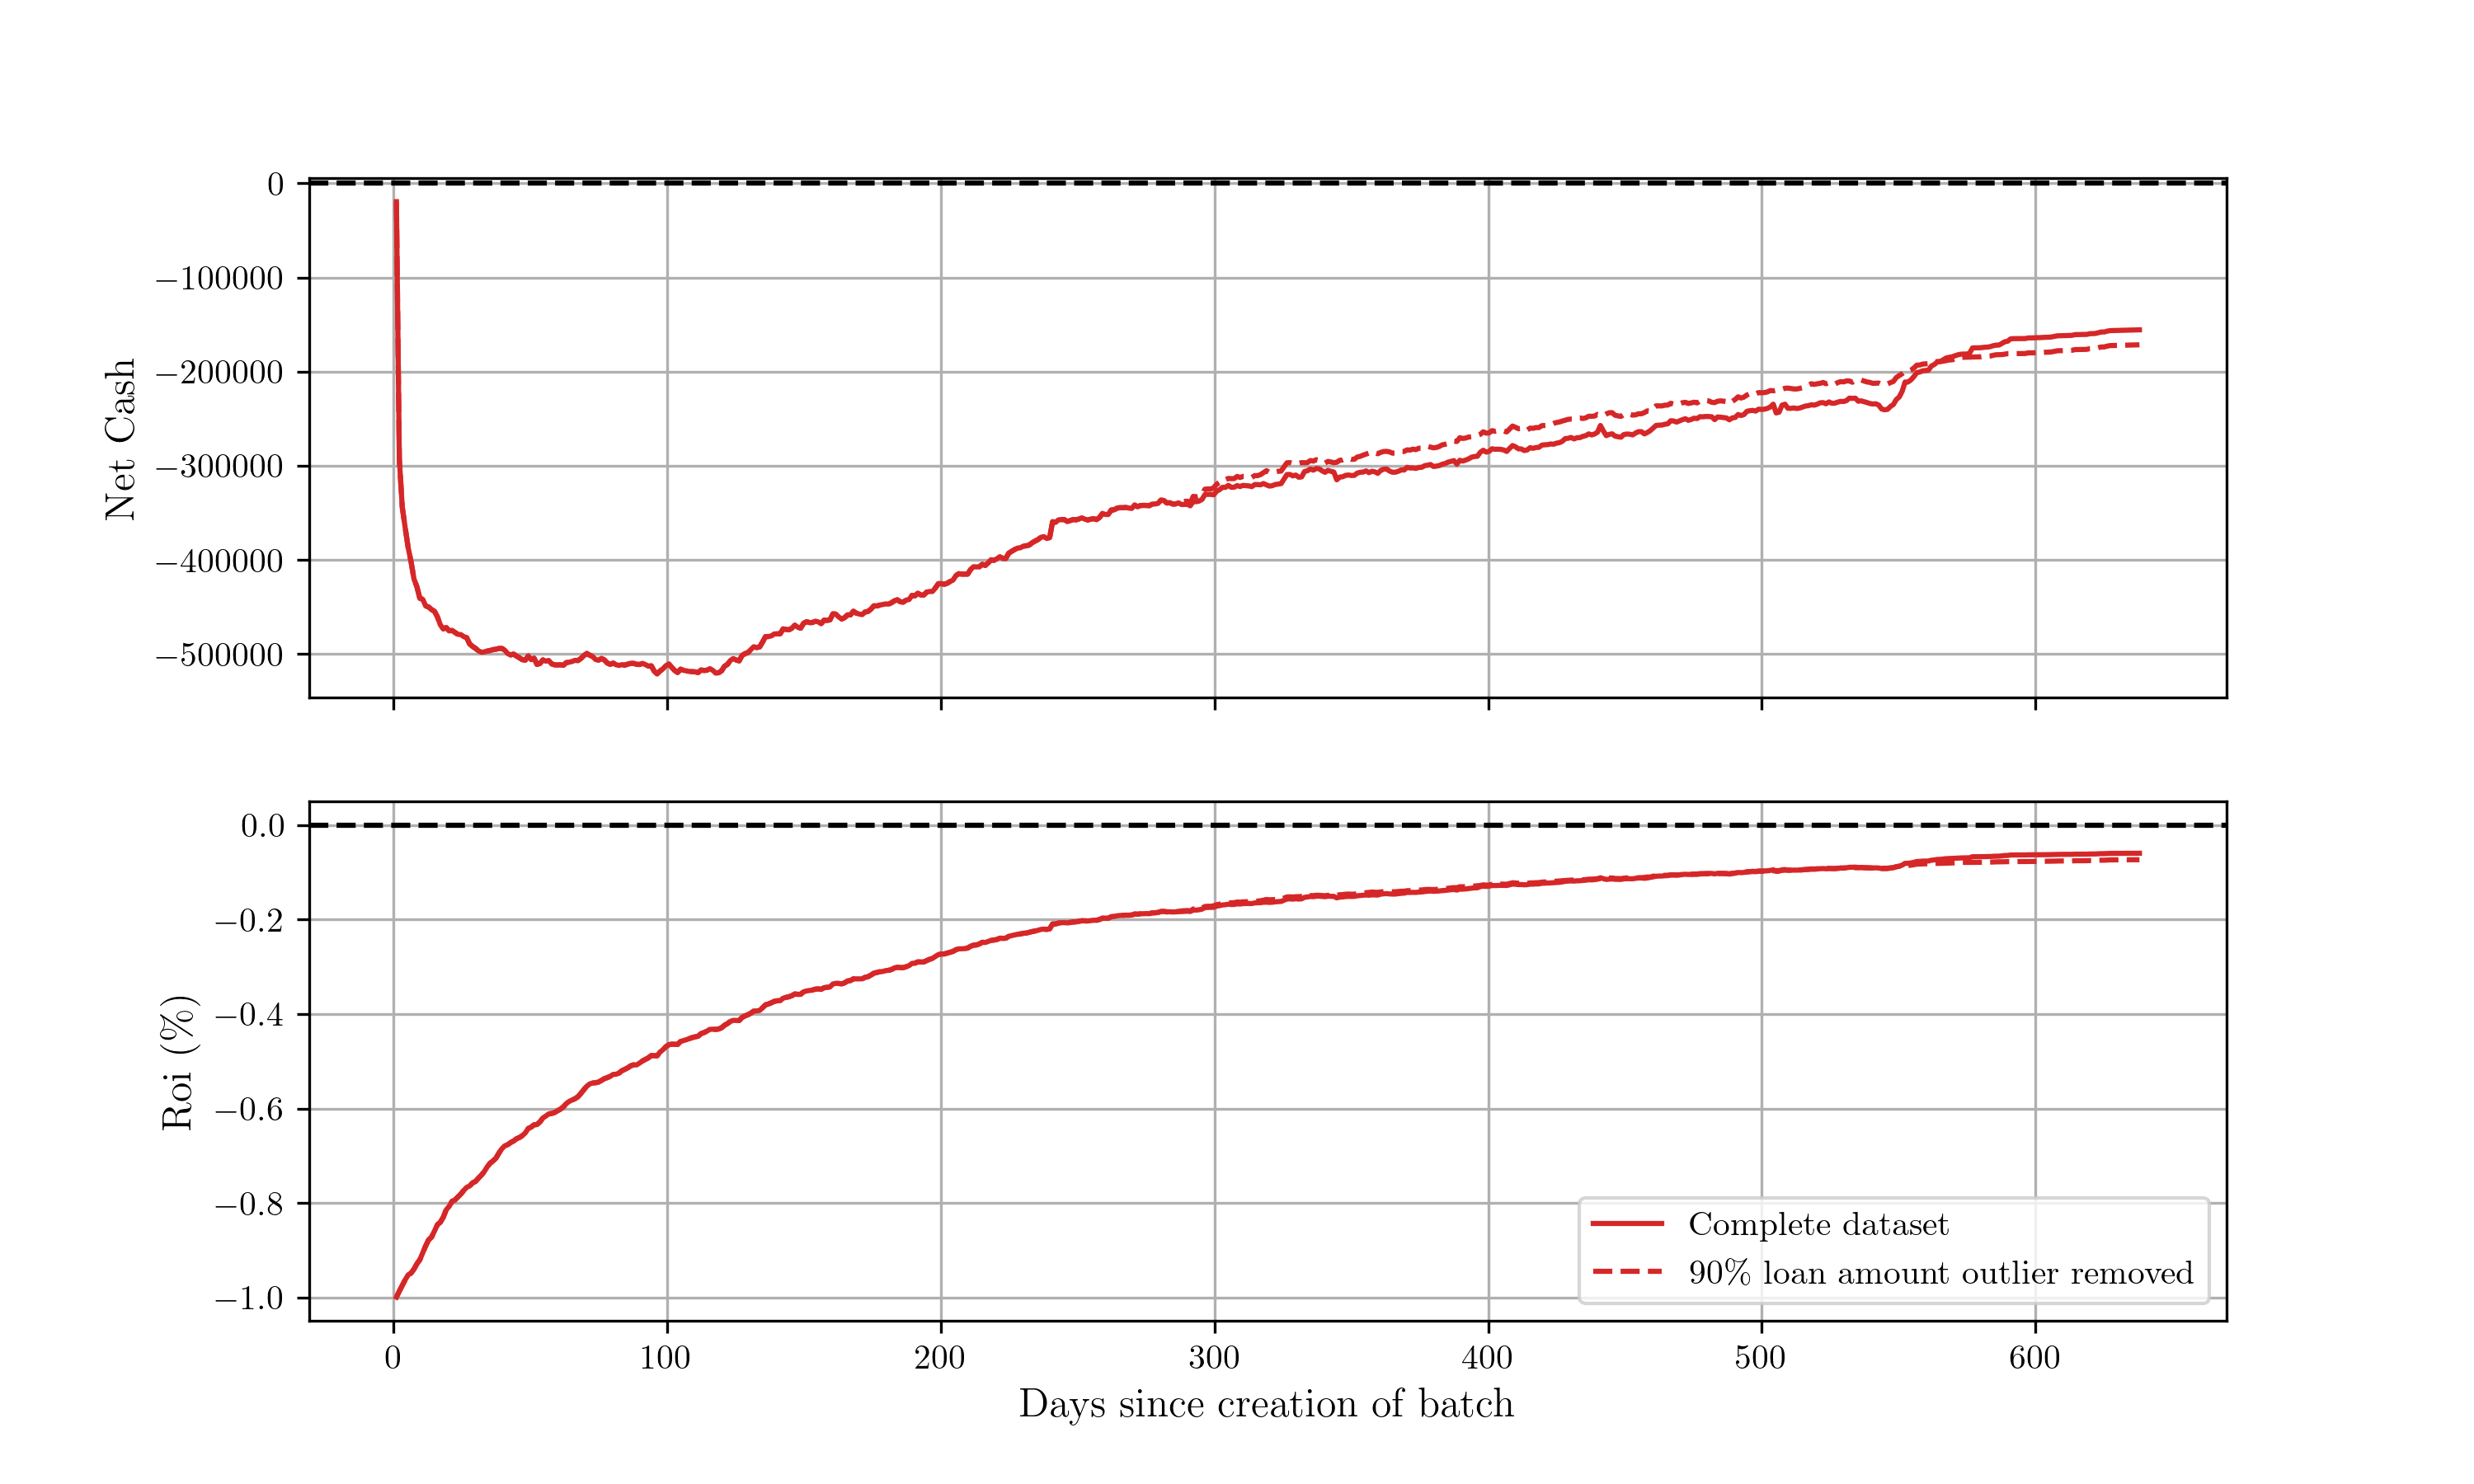 0
−100000
−200000
−300000
−400000
−500000
Net Cash
0.0
−0.2
−0.4
−0.6
−0.8
−1.0
Roi (%)
Complete dataset
90% loan amount outlier removed
0 100 200 300 400 500 600
Days since creation of batch